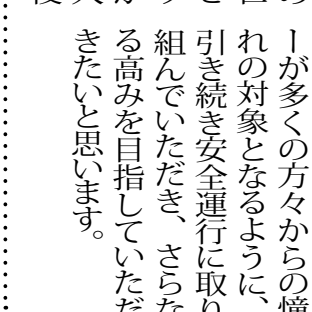 ーが多くの方々からの憧
れの対象となるように、
引き続き安全運行に取り
組んでいただき、さらな
る高みを目指していただ
きたいと思います。